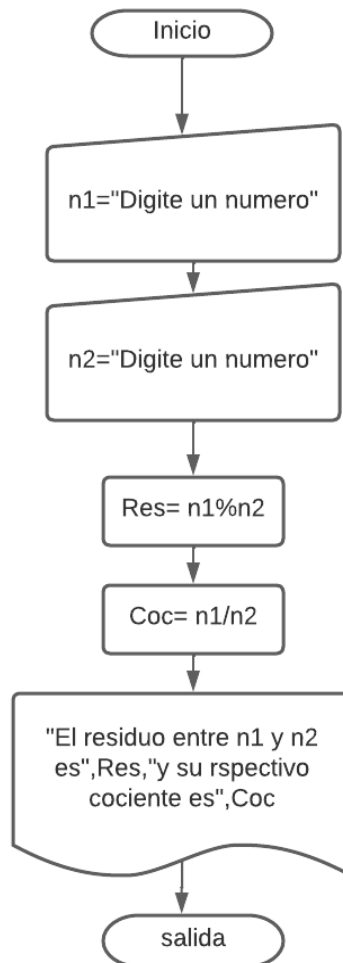 Inicio
n1="Digite un numero"
n2="Digite un numero"
Res= n1%n2
Coc= n1/n2
"El residuo entre n1 y n2
es",Res,"y su rspectivo
cociente es",Coc
salida